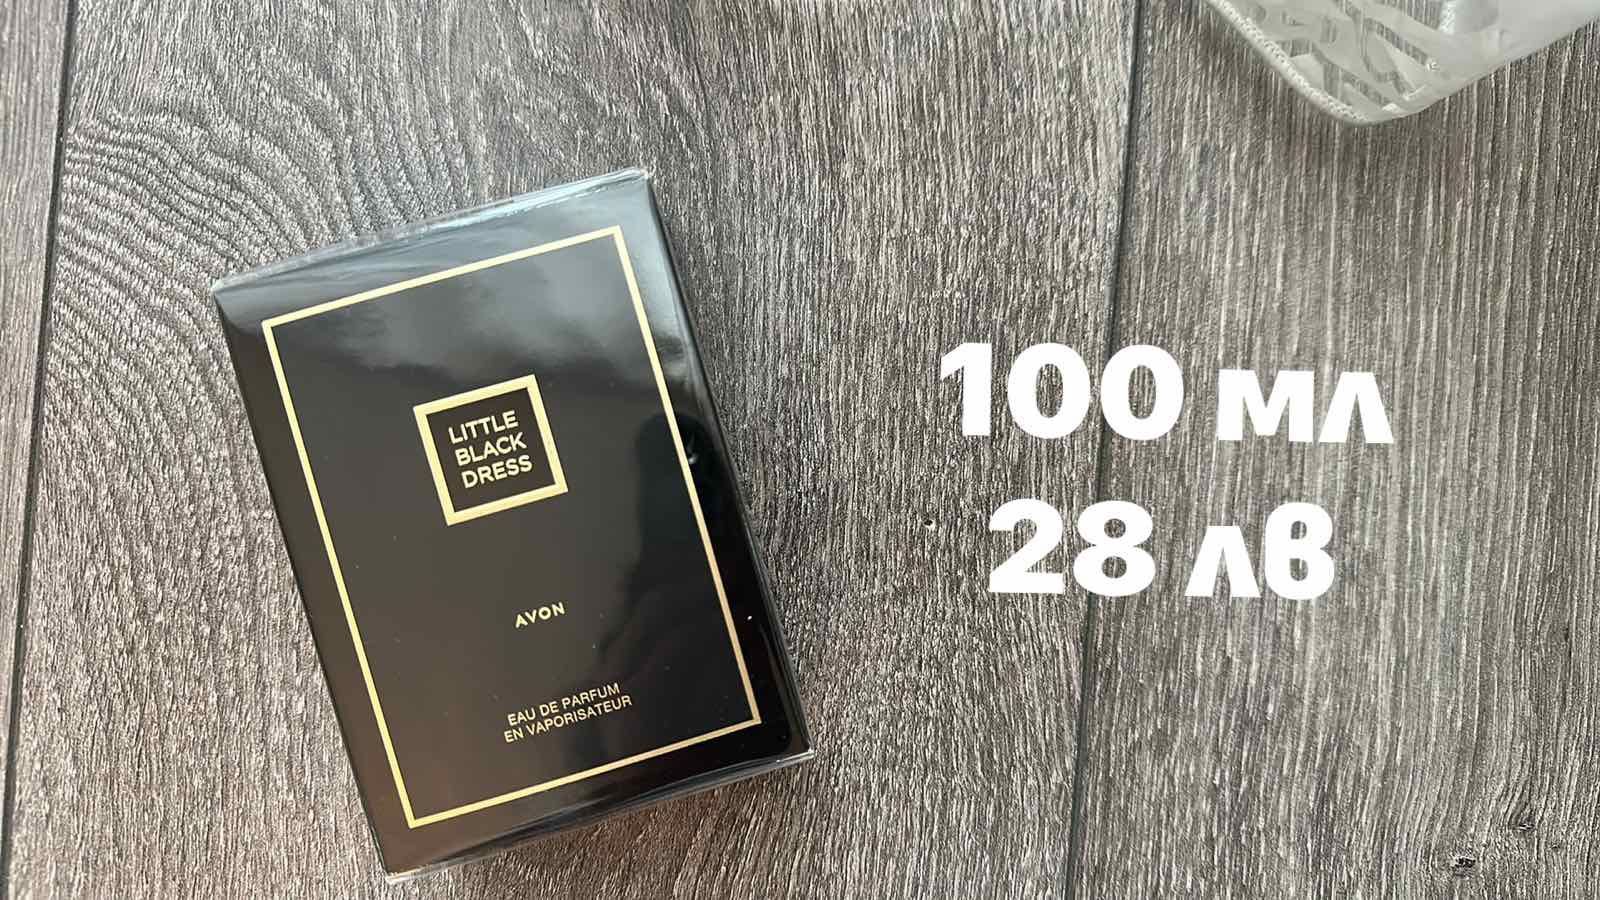 LITTLE
BLACK
DRESS
AVON
EAU DE PARFUM
EN VAPORISATEUR
100 мл
28 лв